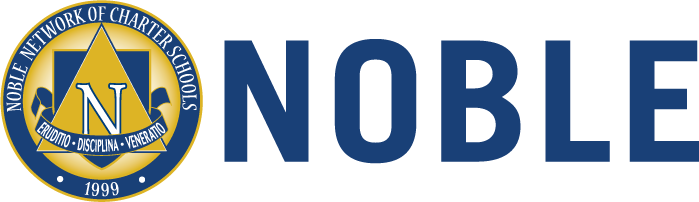 NOBLE NETWORK OF CHARTER SCHOOLS
N
ERUDITIO • DISCIPLINA • VENERATIO
• 1999 •
NOBLE